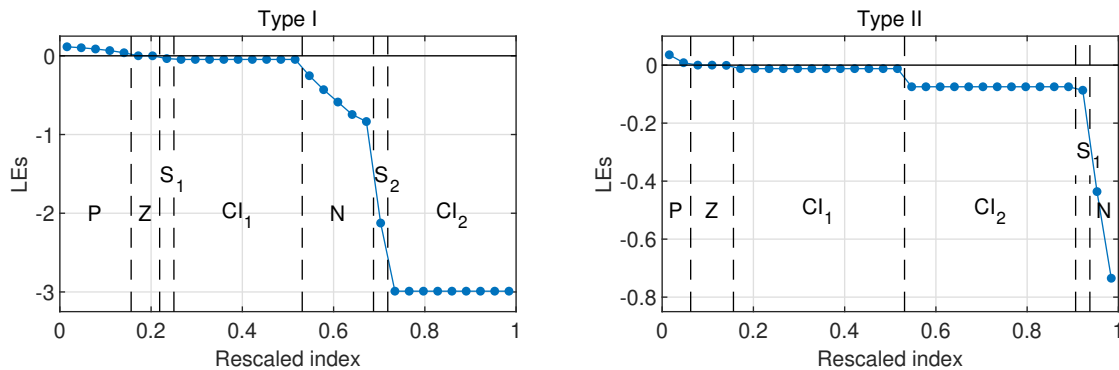 Type I
0
-1
-2
-3
LEs
P
Z
S1
CI1
N
S2
CI2
0 0.2 0.4 0.6 0.8 1
Rescaled index
Type II
0
-0.2
-0.4
-0.6
-0.8
LEs
P
Z
CI1
CI2
S1
N
0 0.2 0.4 0.6 0.8 1
Rescaled index